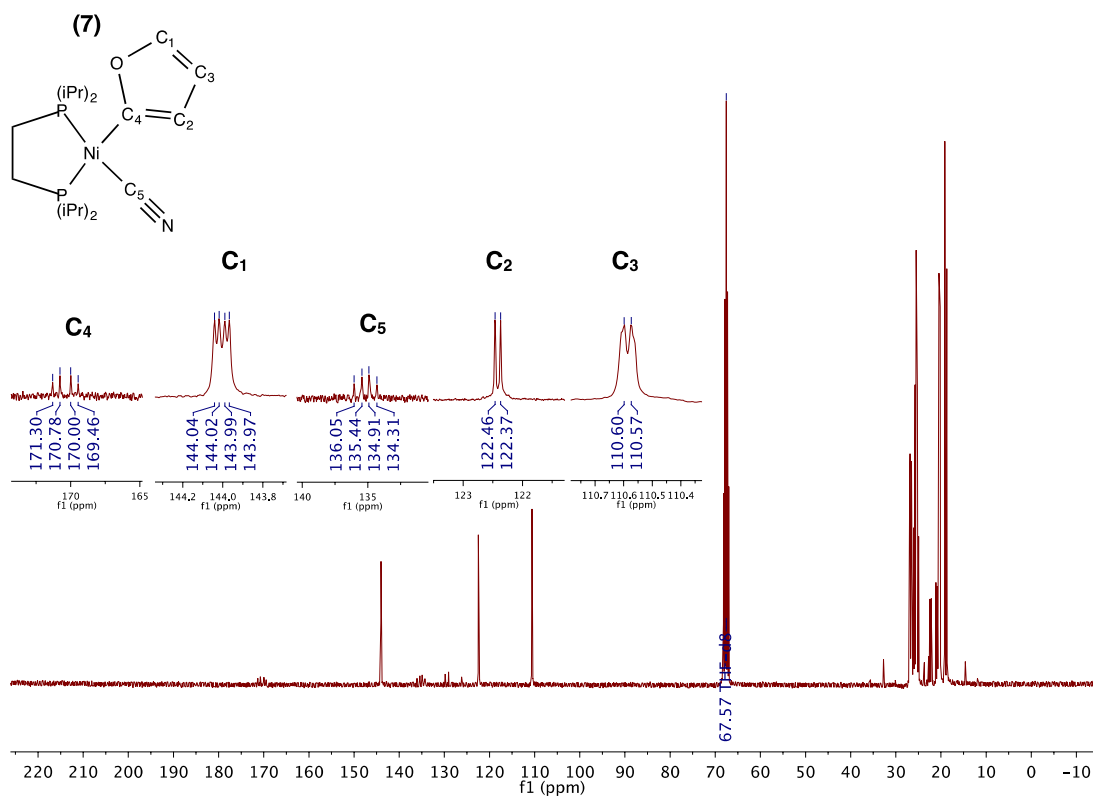 (7)
C1
O
C3
(iPr)2
P
C4
C2
Ni
C5
P
(iPr)2
N
C1
C2
C3
C4
C5
171.30
170.78
170.00
169.46
144.04
144.02
143.99
143.97
136.05
135.44
134.91
134.31
122.46
122.37
110.60
110.57
170 165
f1 (ppm)
144.2 144.0 143.8
f1 (ppm)
140 135
f1 (ppm)
123 122
f1 (ppm)
110.7 110.6 110.5 110.4
f1 (ppm)
67.57 THF-d8
220 210 200 190 180 170 160 150 140 130 120 110 100 90 80 70 60 50 40 30 20 10 0 −10
f1 (ppm)